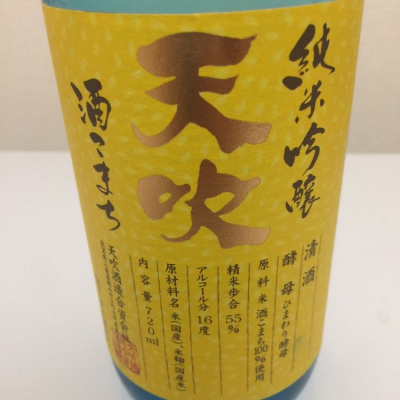 純米吟醸
天吹
酒こまち
清酒
酵母 ひまわり酵母
原料米 酒こまち100%使用
精米歩合 55%
アルコール分 16度
原材料名 米(国産)、米麹(国産米)
内容量 720ml
天吹酒造合資会社